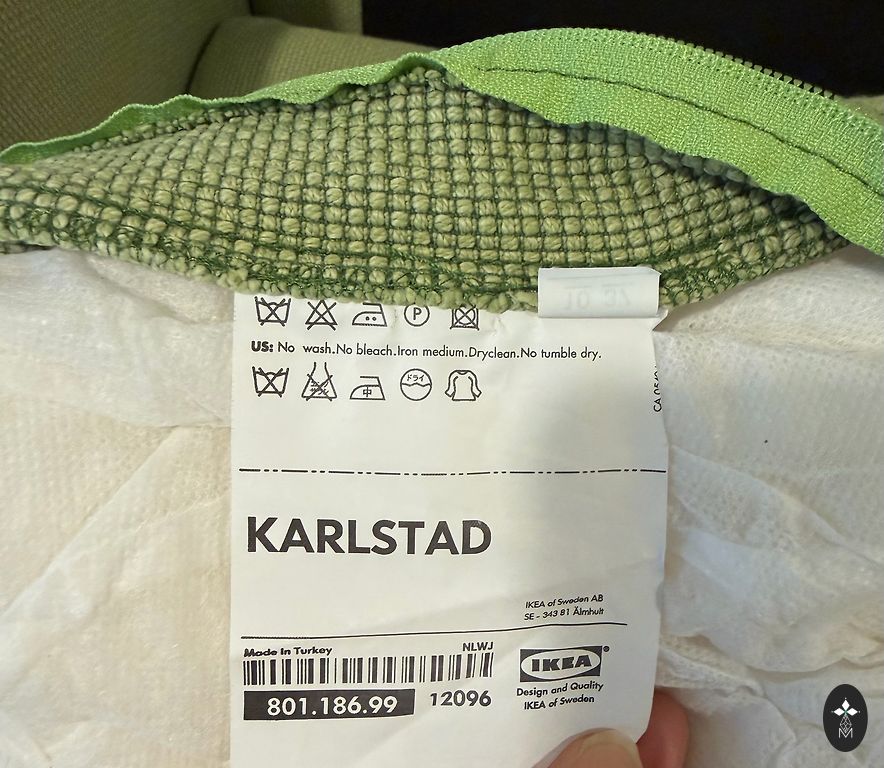 P
US: No wash.No bleach.Iron medium.Dryclean.No tumble dry.
中 ドライ
KARLSTAD
IKEA of Sweden AB
SE - 343 81 Älmhult
Made In Turkey NLWJ
801.186.99 12096
IKEA®
Design and Quality
IKEA of Sweden
M